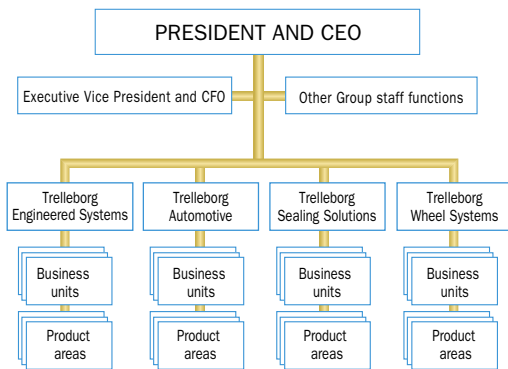 PRESIDENT AND CEO
Executive Vice President and CFO
Other Group staff functions
Trelleborg
Engineered Systems
Trelleborg
Automotive
Trelleborg
Sealing Solutions
Trelleborg
Wheel Systems
Business
units
Business
units
Business
units
Business
units
Product
areas
Product
areas
Product
areas
Product
areas